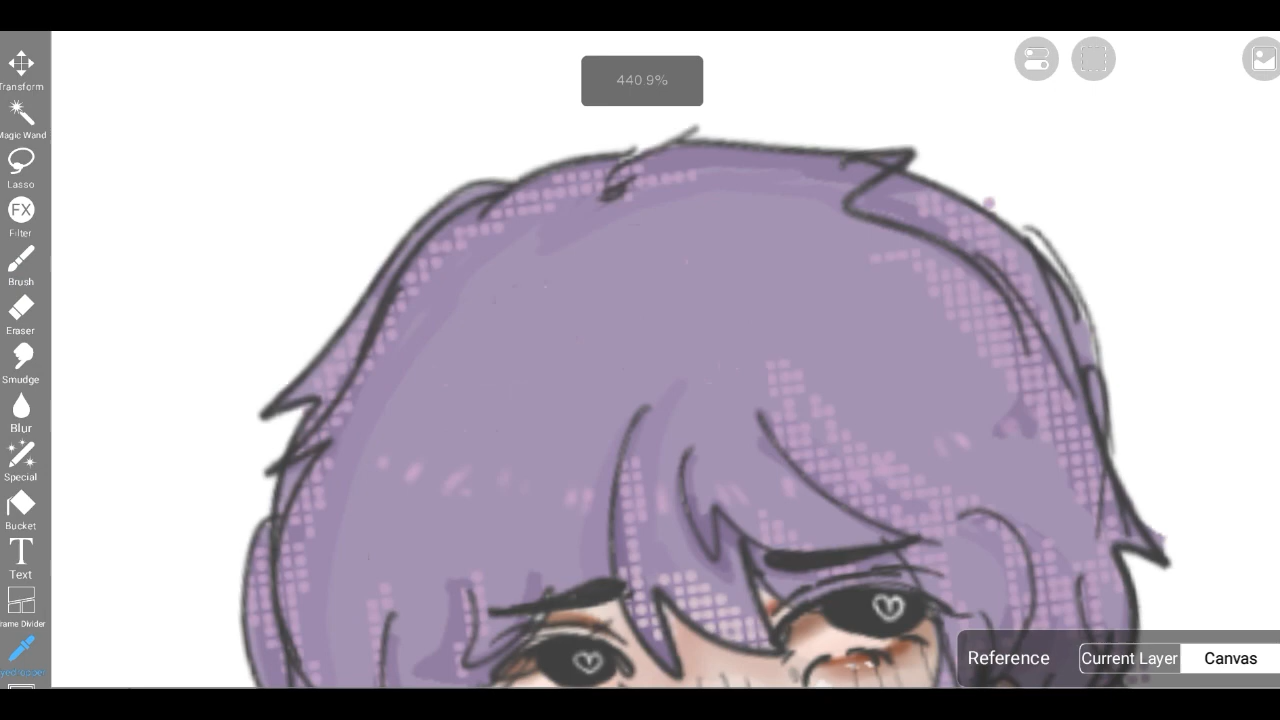 440.9%
Transform
Magic Wand
Lasso
FX
Filter
Brush
Eraser
Smudge
Blur
Special
Bucket
T
Text
rame Divider
Reference
Current Layer
Canvas